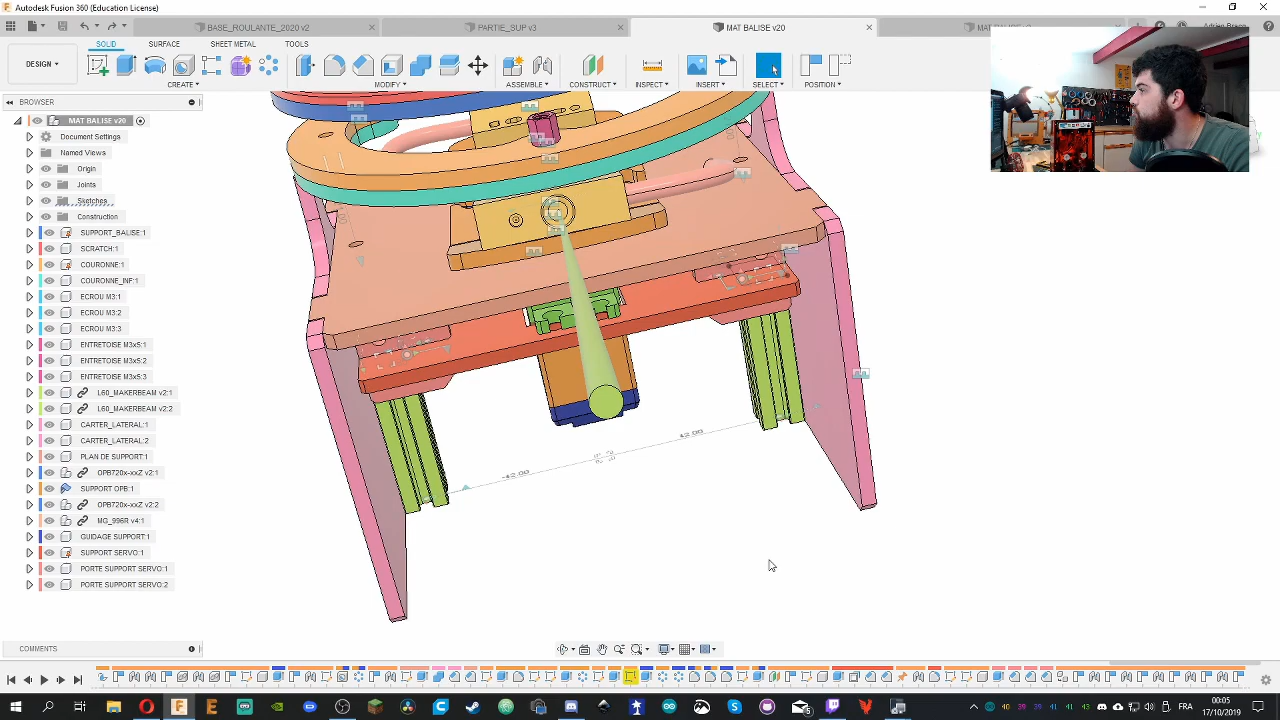 Autodesk Fusion 360 (Education License)
BASE_ROULANTE_2020 v2
PARTIE_SUP v3
MAT BALISE v20
SOLID SURFACE SHEET METAL TOOLS
DESIGN
CREATE
MODIFY
ASSEMBLE
CONSTRUCT
INSPECT
INSERT
SELECT
POSITION
BROWSER
MAT BALISE v20
Document Settings
Named Views
Origin
Joints
Sketches
Construction
SUPPORT_BALISE:1
SCRATCH:1
COURONNE:1
COURONNE_INF:1
ECROU M3:1
ECROU M3:2
ECROU M3:3
ENTRETOISE M3x5:1
ENTRETOISE M3x5:2
ENTRETOISE M3x5:3
L60_MAKERBEAM v2:1
L60_MAKERBEAM v2:2
CARTER_LATERAL:1
CARTER_LATERAL:2
PLAN DE SUPPORT:1
OPB720x-xxZ v2:1
SUPPORT OPB:1
OPB720x-xxZ v2:2
MG_996R v4:1
GUIDAGE SUPPORT:1
SUPPORT SERVO:1
PORTE SUPPORT SERVO:1
PORTE SUPPORT SERVO:2
COMMENTS
00:05
17/10/2019